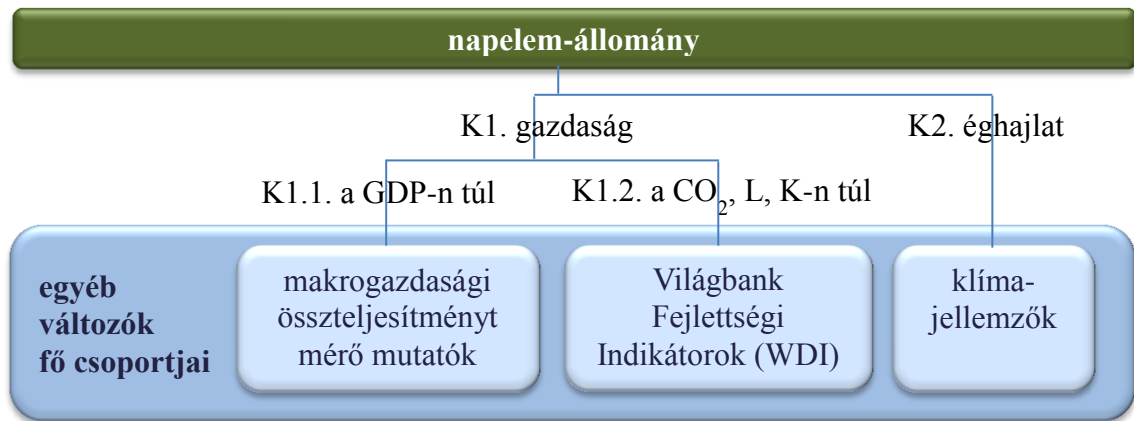 napelem-állomány
K1. gazdaság
K2. éghajlat
K1.1. a GDP-n túl
K1.2. a CO₂, L, K-n túl
egyéb
változók
fő csoportjai
makrogazdasági
összteljesítményt
mérő mutatók
Világbank
Fejlettségi
Indikátorok (WDI)
klíma-
jellemzők